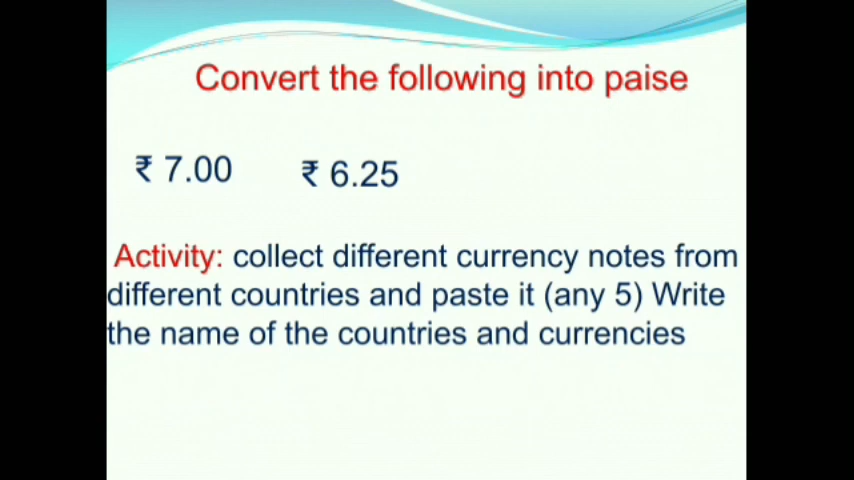 Convert the following into paise
₹ 7.00 ₹ 6.25
Activity: collect different currency notes from
different countries and paste it (any 5) Write
the name of the countries and currencies